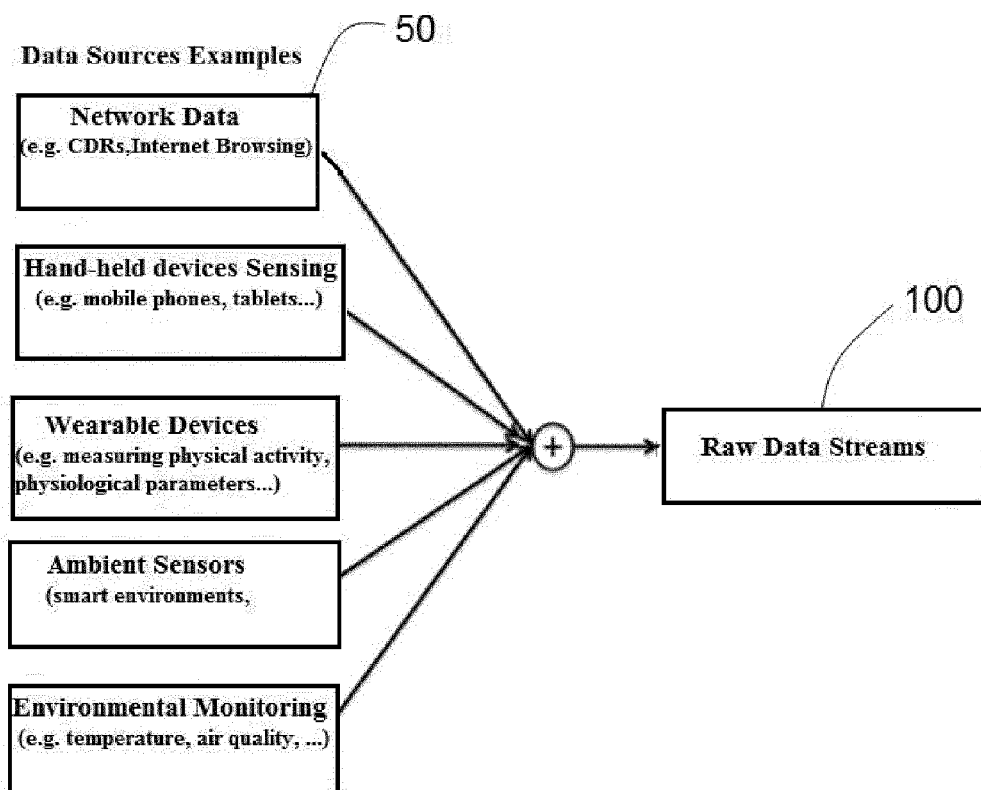 50
Data Sources Examples
Network Data
(e.g. CDRs,Internet Browsing)
Hand-held devices Sensing
(e.g. mobile phones, tablets...)
Wearable Devices
(e.g. measuring physical activity,
physiological parameters...)
Ambient Sensors
(smart environments,
Environmental Monitoring
(e.g. temperature, air quality, ...)
+
100
Raw Data Streams